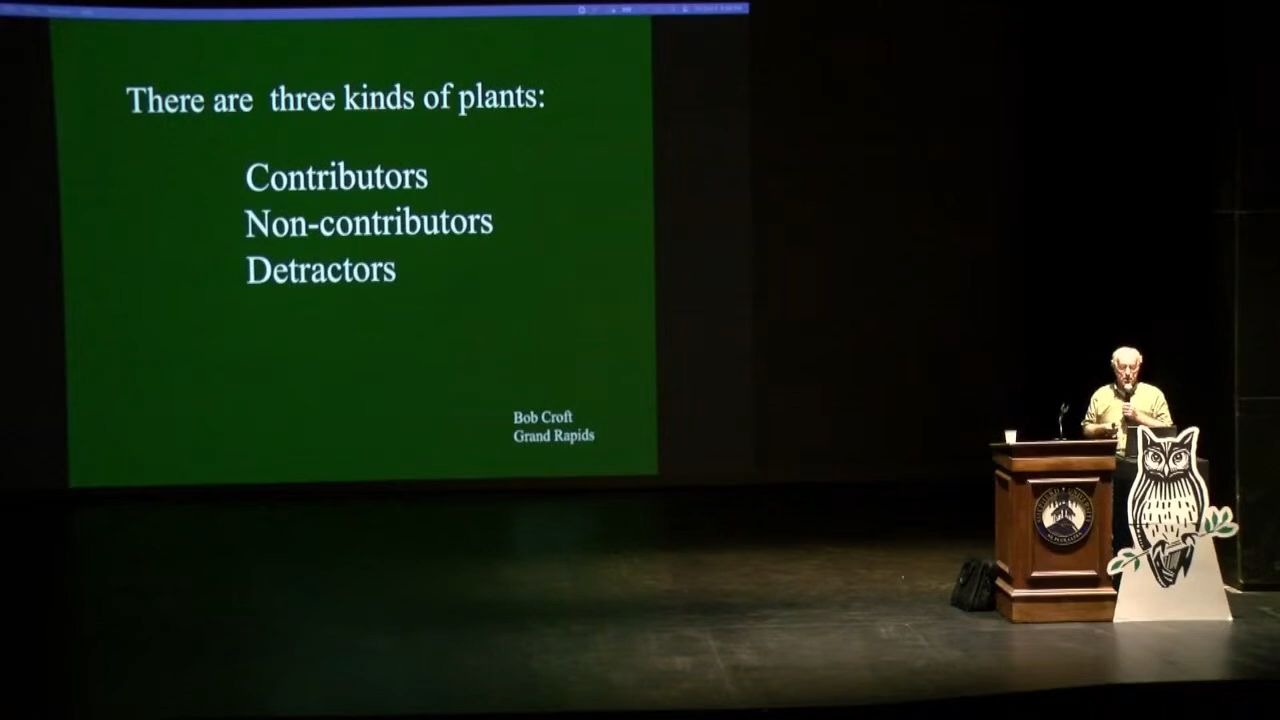 There are three kinds of plants:
Contributors
Non-contributors
Detractors
Bob Croft
Grand Rapids